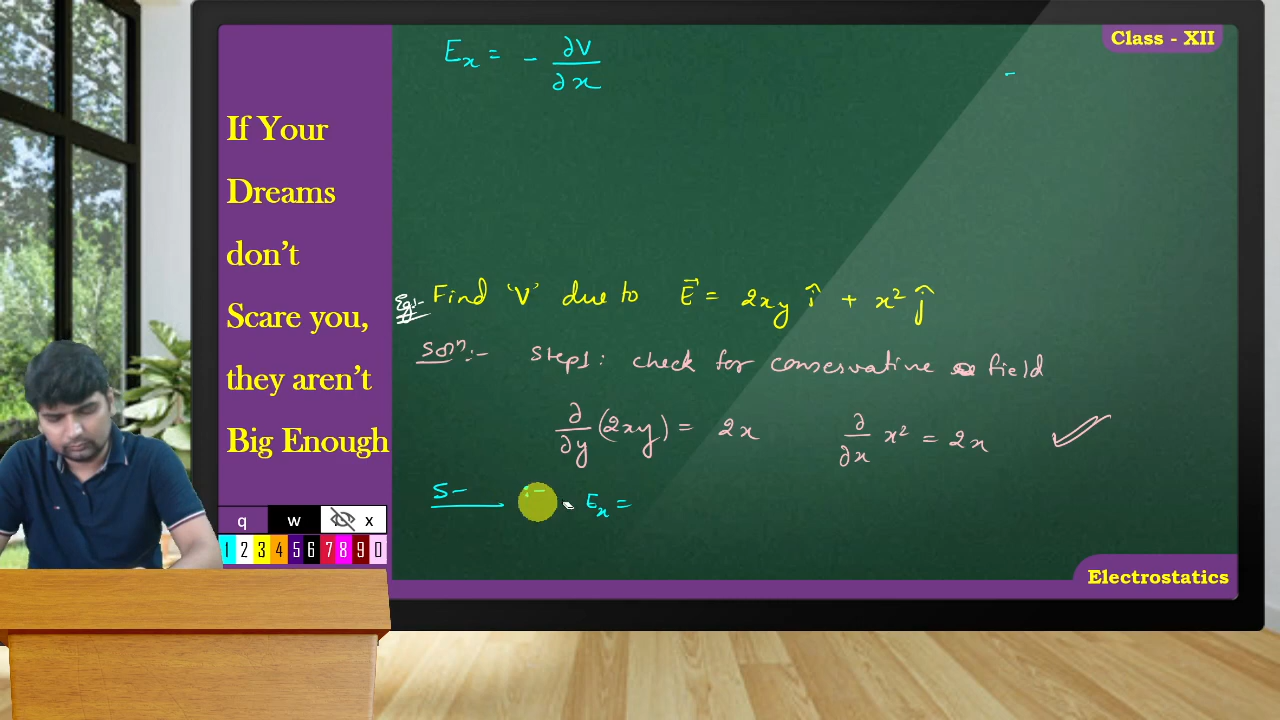 Class - XII
Eₓ = - ∂V/∂x
-
If Your
Dreams
don't
Scare you,
they aren't
Big Enough
Eg:- Find 'V' due to E⃗ = 2xy î + x² ĵ
Solⁿ:- Step1: check for conservative field
∂/∂y (2xy) = 2x ∂/∂x x² = 2x ✓
S- :- Eₓ =
q w x
1 2 3 4 5 6 7 8 9 0
Electrostatics